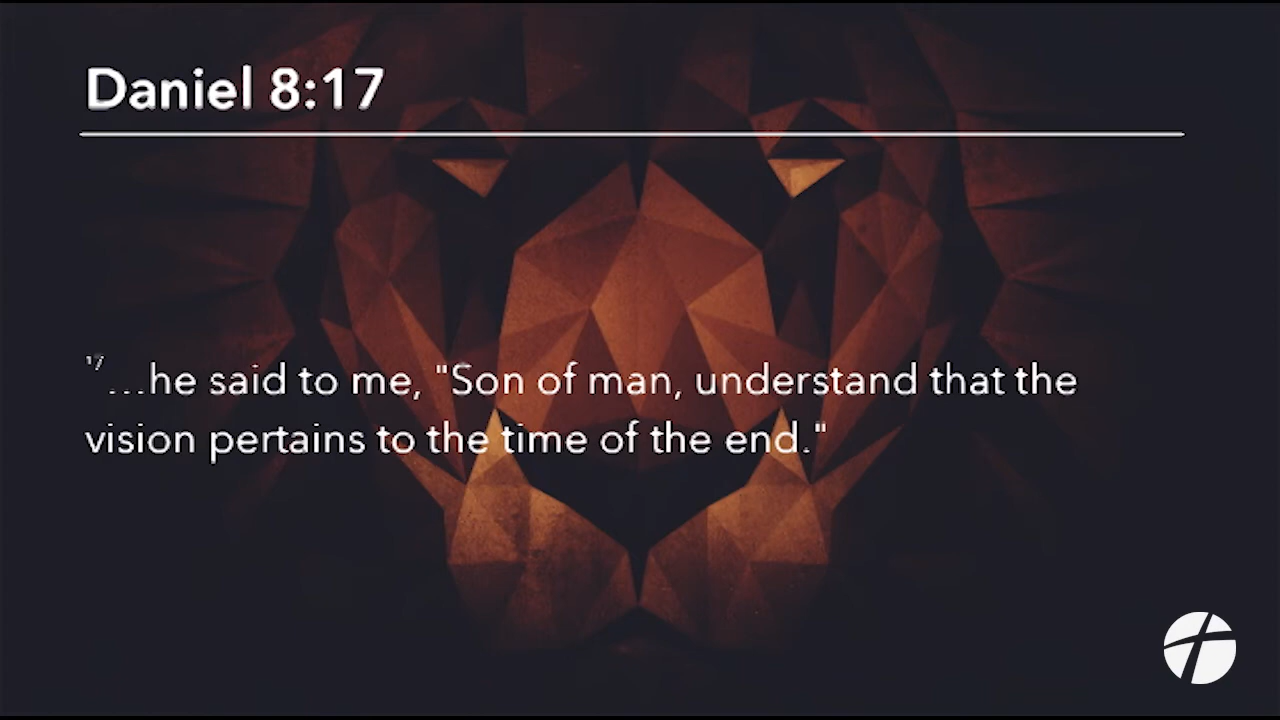 Daniel 8:17
17...he said to me, "Son of man, understand that the
vision pertains to the time of the end."